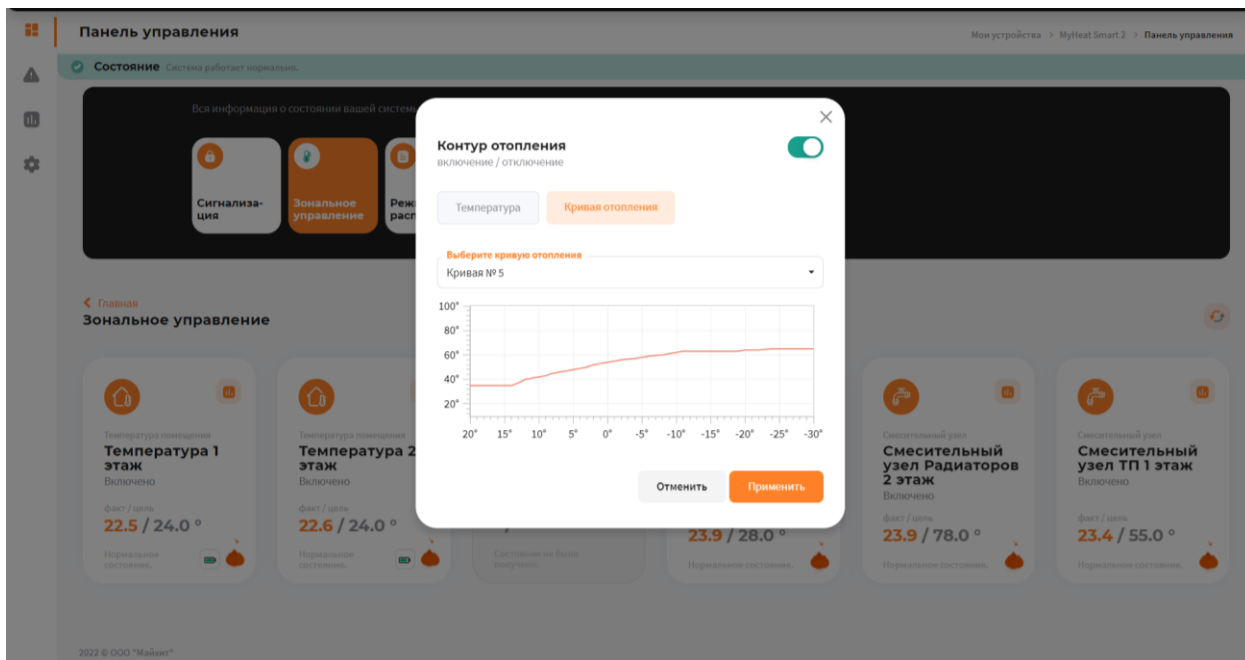 Панель управления
Мои устройства > MyHeat Smart 2 > Панель управления
Состояние Система работает нормально.
Вся информация о состоянии вашей системы
Сигнализа-
ция
Зональное
управление
Реж
расп
Контур отопления
включение / отключение
Температура
Кривая отопления
Выберите кривую отопления
Кривая № 5
100°
80°
60°
40°
20°
20° 15° 10° 5° 0° -5° -10° -15° -20° -25° -30°
Отменить
Применить
Главная
Зональное управление
Температура помещения
Температура 1
этаж
Включено
факт / цель
22.5 / 24.0 °
Нормальное
состояние.
Температура помещения
Температура 2
этаж
Включено
факт / цель
22.6 / 24.0 °
Нормальное
состояние.
Состояние не было
получено.
23.9 / 28.0 °
Нормальное состояние.
Смесительный узел
Смесительный
узел Радиаторов
2 этаж
Включено
факт / цель
23.9 / 78.0 °
Нормальное состояние.
Смесительный узел
Смесительный
узел ТП 1 этаж
Включено
факт / цель
23.4 / 55.0 °
Нормальное состояние.
2022 © ООО "Майхит"